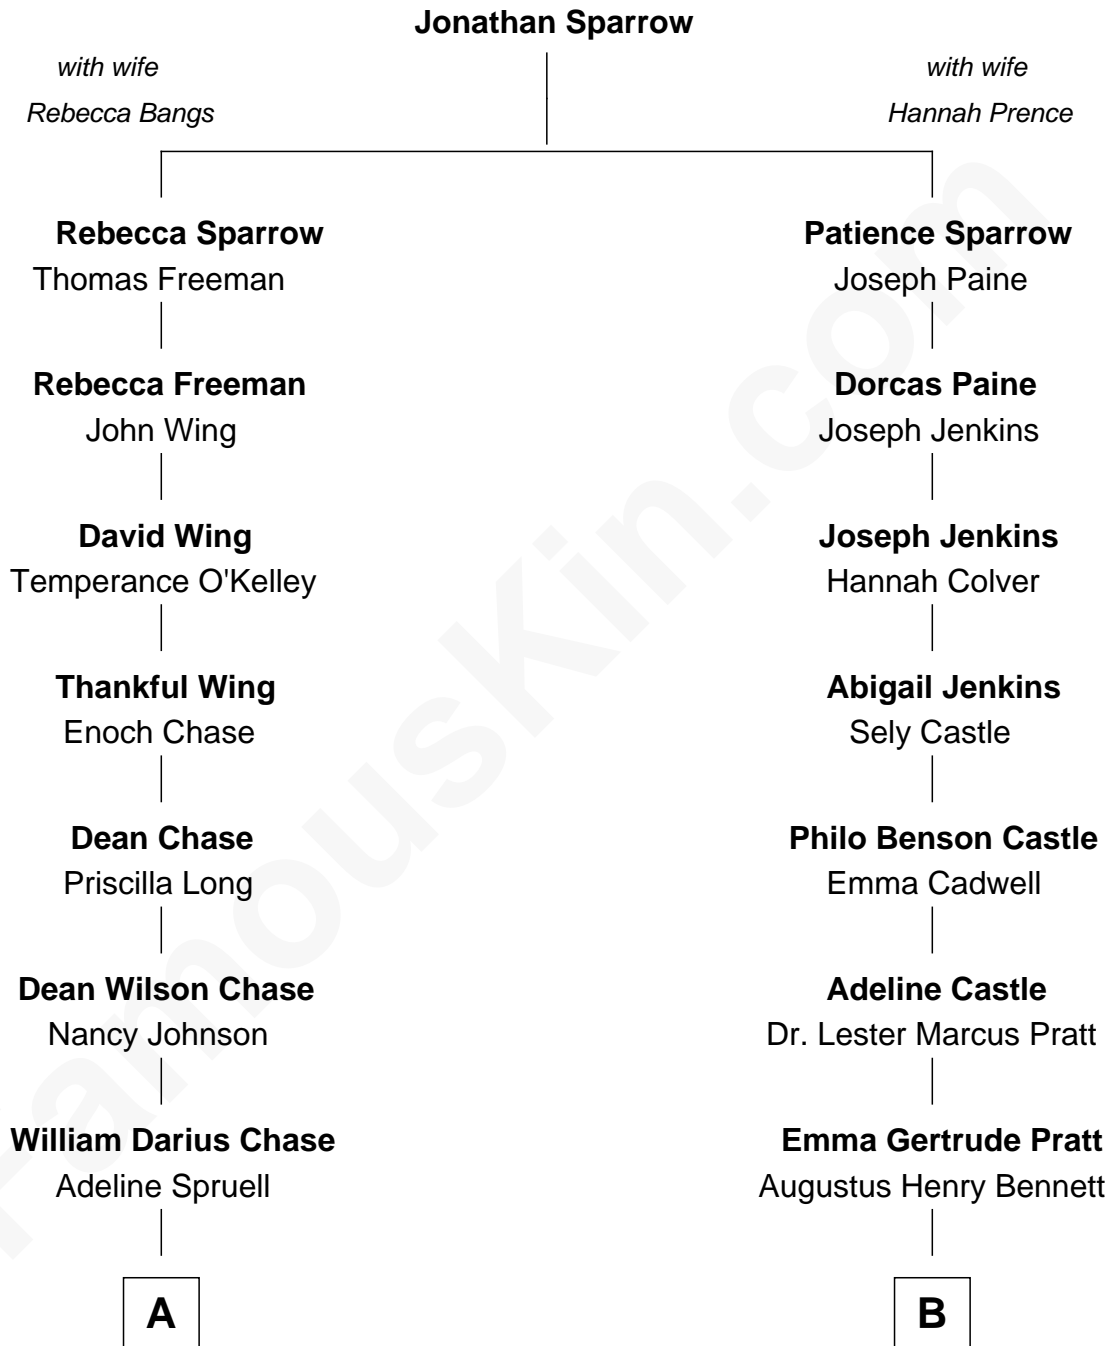 Jonathan Sparrow
with wife
Rebecca Bangs
with wife
Hannah Prence
Rebecca Sparrow
Thomas Freeman
Patience Sparrow
Joseph Paine
Rebecca Freeman
John Wing
Dorcas Paine
Joseph Jenkins
David Wing
Temperance O'Kelley
Joseph Jenkins
Hannah Colver
Thankful Wing
Enoch Chase
Abigail Jenkins
Sely Castle
Dean Chase
Priscilla Long
Philo Benson Castle
Emma Cadwell
Dean Wilson Chase
Nancy Johnson
Adeline Castle
Dr. Lester Marcus Pratt
William Darius Chase
Adeline Spruell
Emma Gertrude Pratt
Augustus Henry Bennett
A
B
FamousKin.com